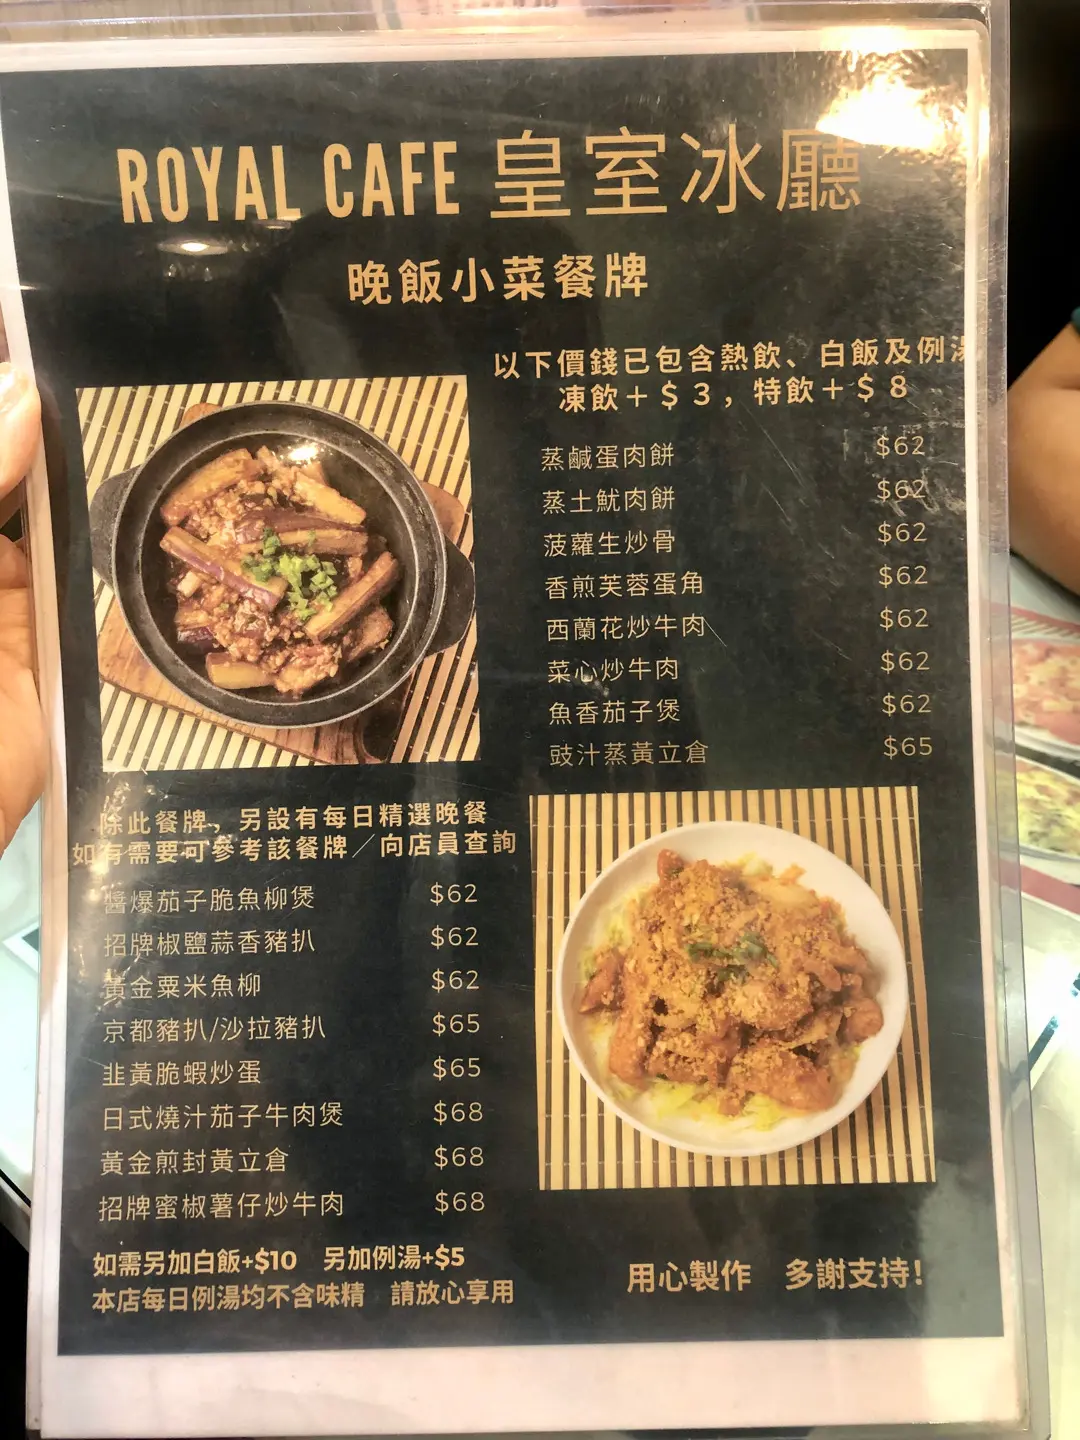 ROYAL CAFE 皇室冰廳
晚飯小菜餐牌
以下價錢已包含熱飲、白飯及例湯
凍飲+$3，特飲+$8
蒸鹹蛋肉餅 $62
蒸土魷肉餅 $62
菠蘿生炒骨 $62
香煎芙蓉蛋角 $62
西蘭花炒牛肉 $62
菜心炒牛肉 $62
魚香茄子煲 $62
豉汁蒸黃立倉 $65
除此餐牌，另設有每日精選晚餐
如有需要可參考該餐牌／向店員查詢
醬爆茄子脆魚柳煲 $62
招牌椒鹽蒜香豬扒 $62
黃金粟米魚柳 $62
京都豬扒/沙拉豬扒 $65
韭黃脆蝦炒蛋 $65
日式燒汁茄子牛肉煲 $68
黃金煎封黃立倉 $68
招牌蜜椒薯仔炒牛肉 $68
如需另加白飯+$10 另加例湯+$5
本店每日例湯均不含味精 請放心享用
用心製作 多謝支持！